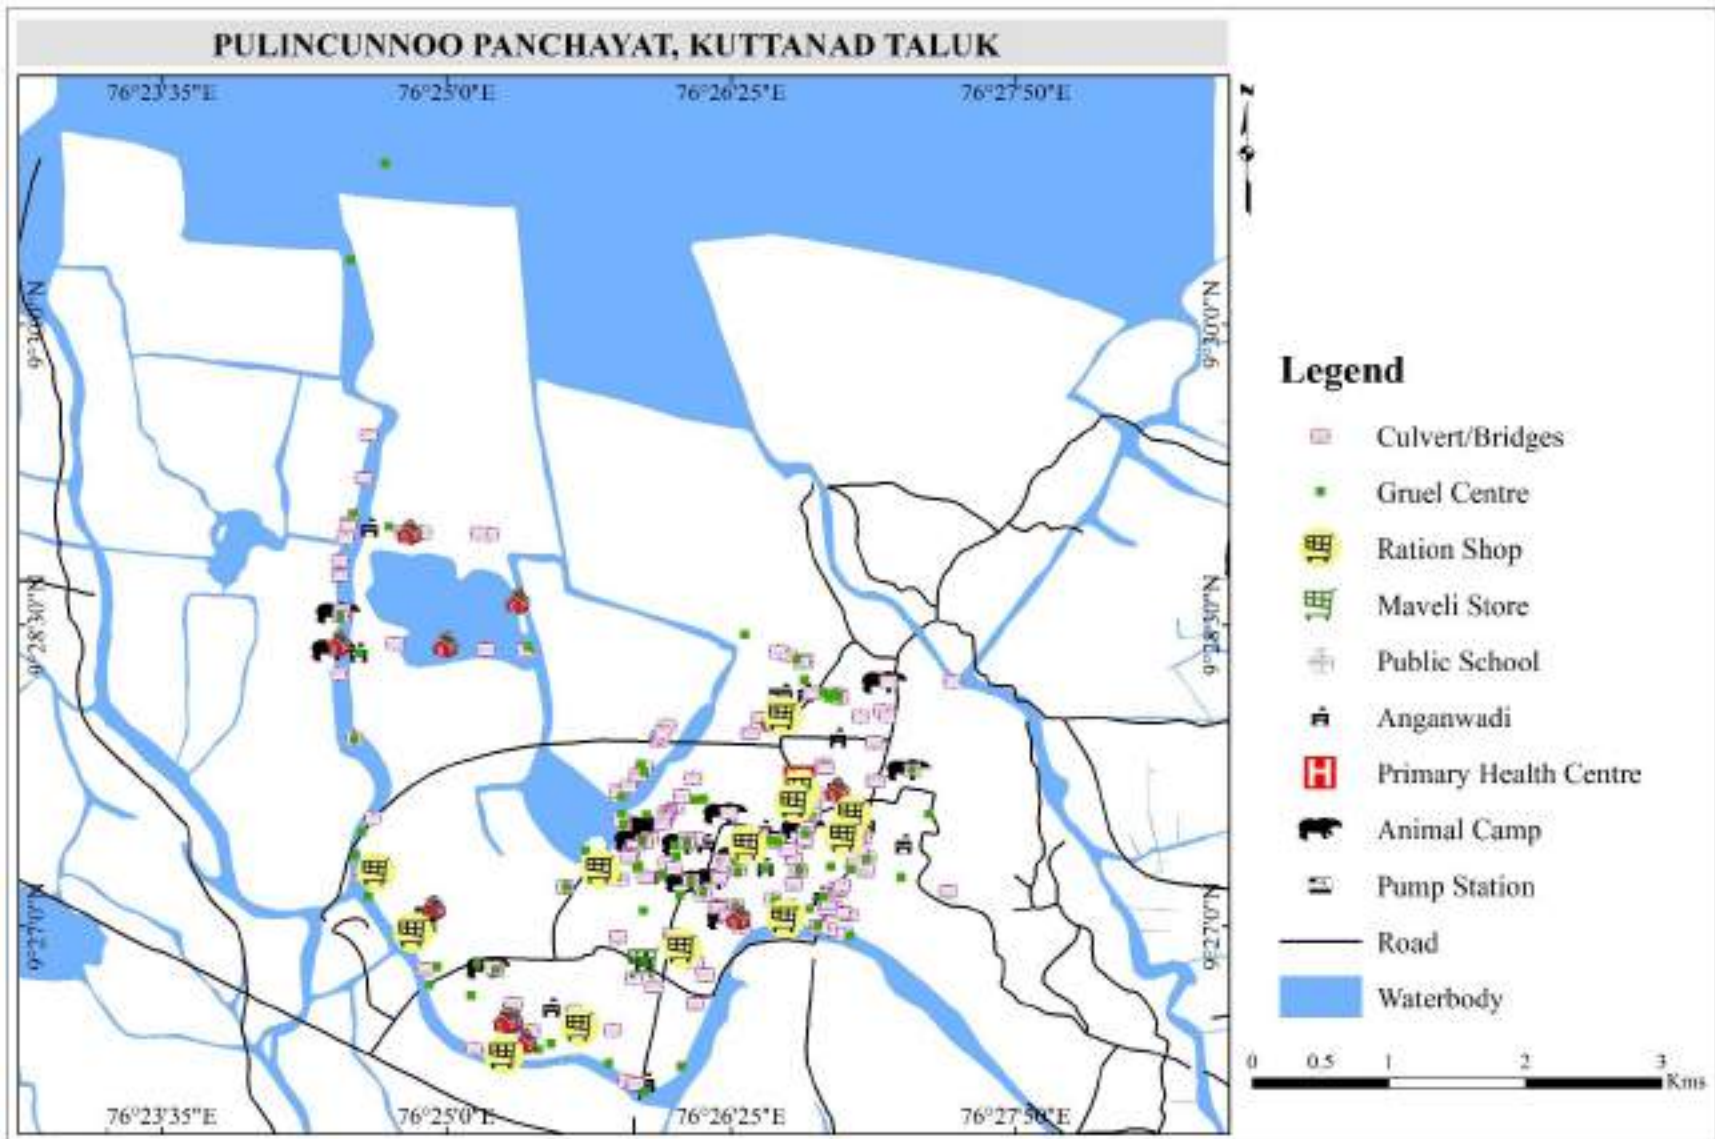 PULINCUNNOO PANCHAYAT, KUTTANAD TALUK
76°23'35"E 76°25'0"E 76°26'25"E 76°27'50"E
N
9°30'0"N 9°30'0"N
Legend
Culvert/Bridges
Gruel Centre
Ration Shop
Maveli Store
9°28'30"N 9°28'30"N
Public School
Anganwadi
H Primary Health Centre
Animal Camp
Pump Station
9°27'0"N 9°27'0"N
Road
Waterbody
0 0.5 1 2 3
Kms
76°23'35"E 76°25'0"E 76°26'25"E 76°27'50"E